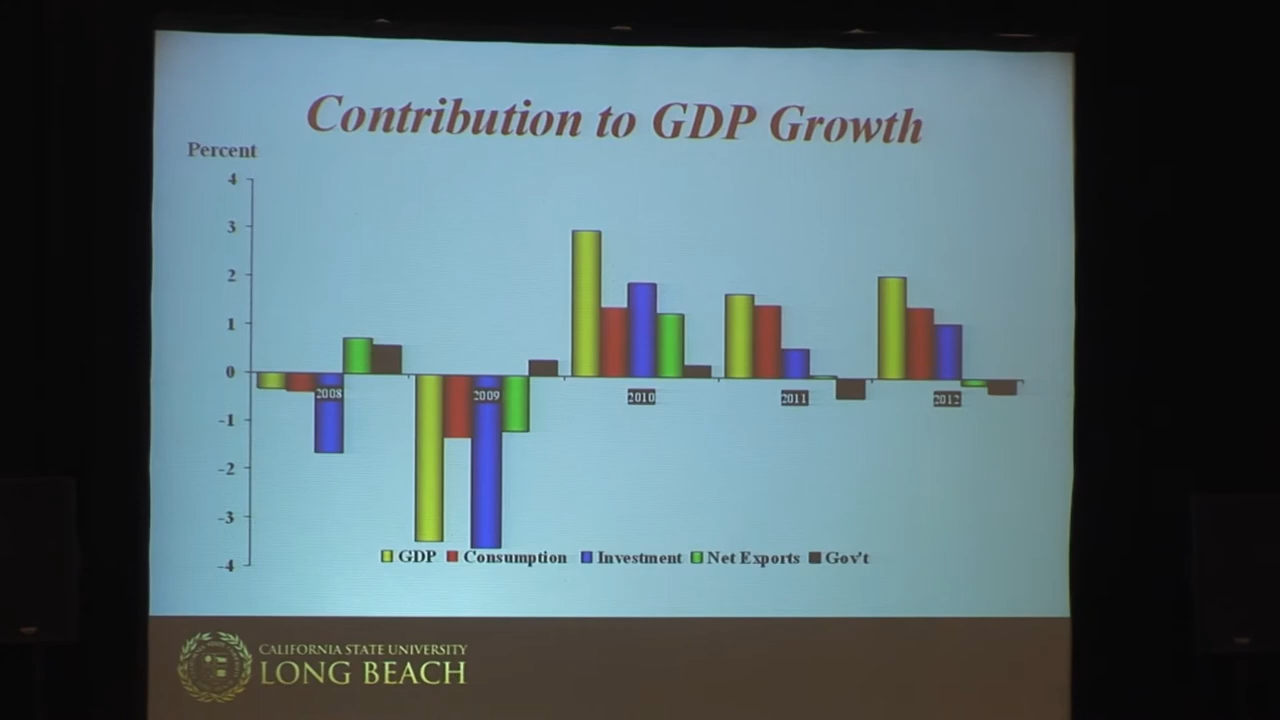 Contribution to GDP Growth
Percent
4
3
2
1
0
-1
-2
-3
-4
2008
2009
2010
2011
2012
GDP Consumption Investment Net Exports Gov't
CALIFORNIA STATE UNIVERSITY
LONG BEACH